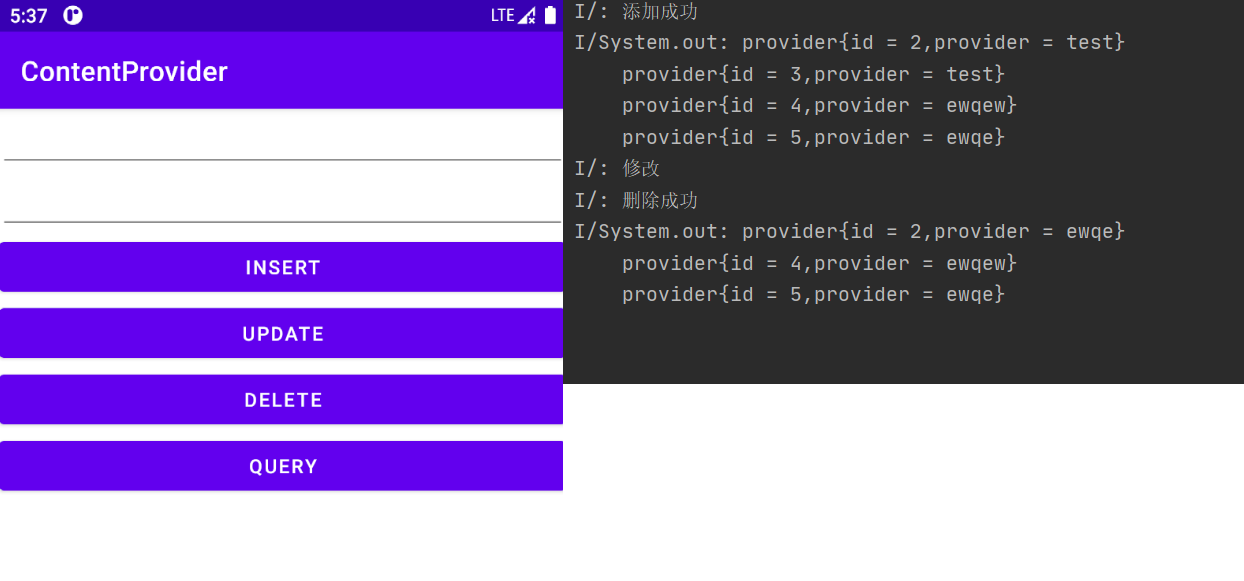 5:37
LTE
ContentProvider
INSERT
UPDATE
DELETE
QUERY
I/: 添加成功
I/System.out: provider{id = 2,provider = test}
provider{id = 3,provider = test}
provider{id = 4,provider = ewqew}
provider{id = 5,provider = ewqe}
I/: 修改
I/: 删除成功
I/System.out: provider{id = 2,provider = ewqe}
provider{id = 4,provider = ewqew}
provider{id = 5,provider = ewqe}